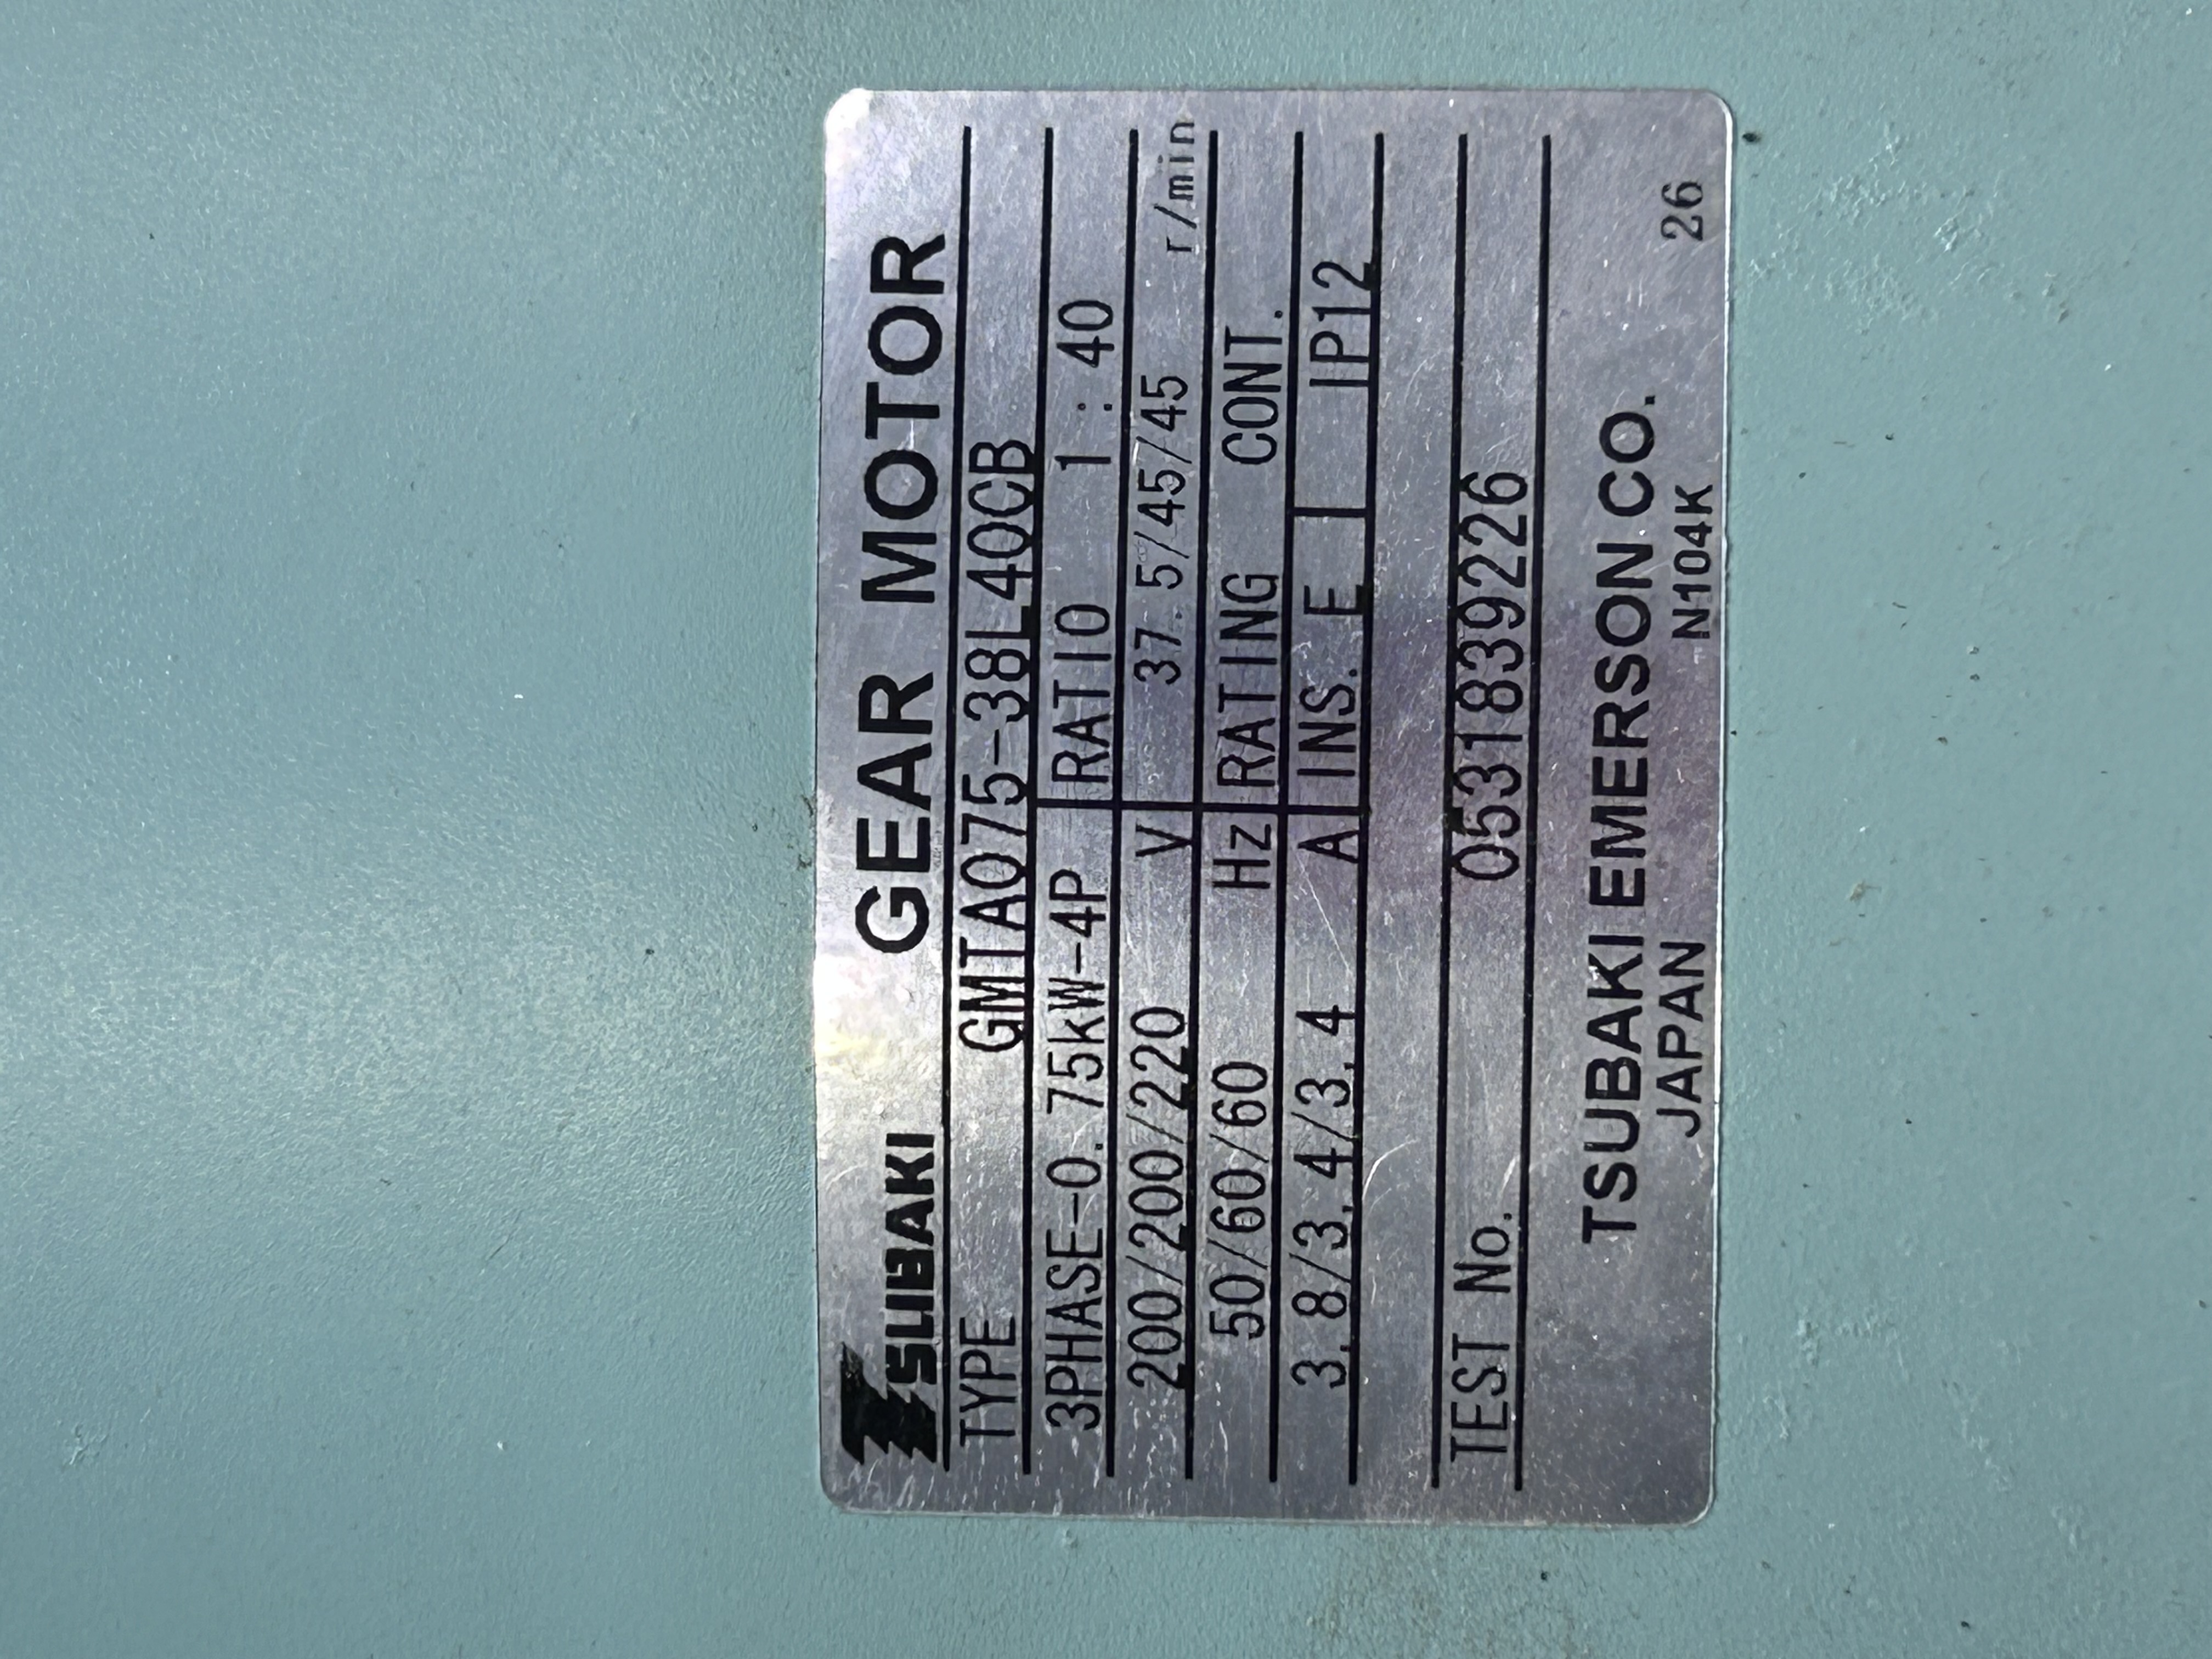 TSUBAKI GEAR MOTOR
TYPE GMTA075-38L40CB
3PHASE-0.75kW-4P RATIO 1:40
200/200/220 V 37.5/45/45 r/min
50/60/60 Hz RATING CONT.
3.8/3.4/3.4 A INS. E IP12
TEST No. 0531839226
TSUBAKI EMERSON CO.
JAPAN N104K 26